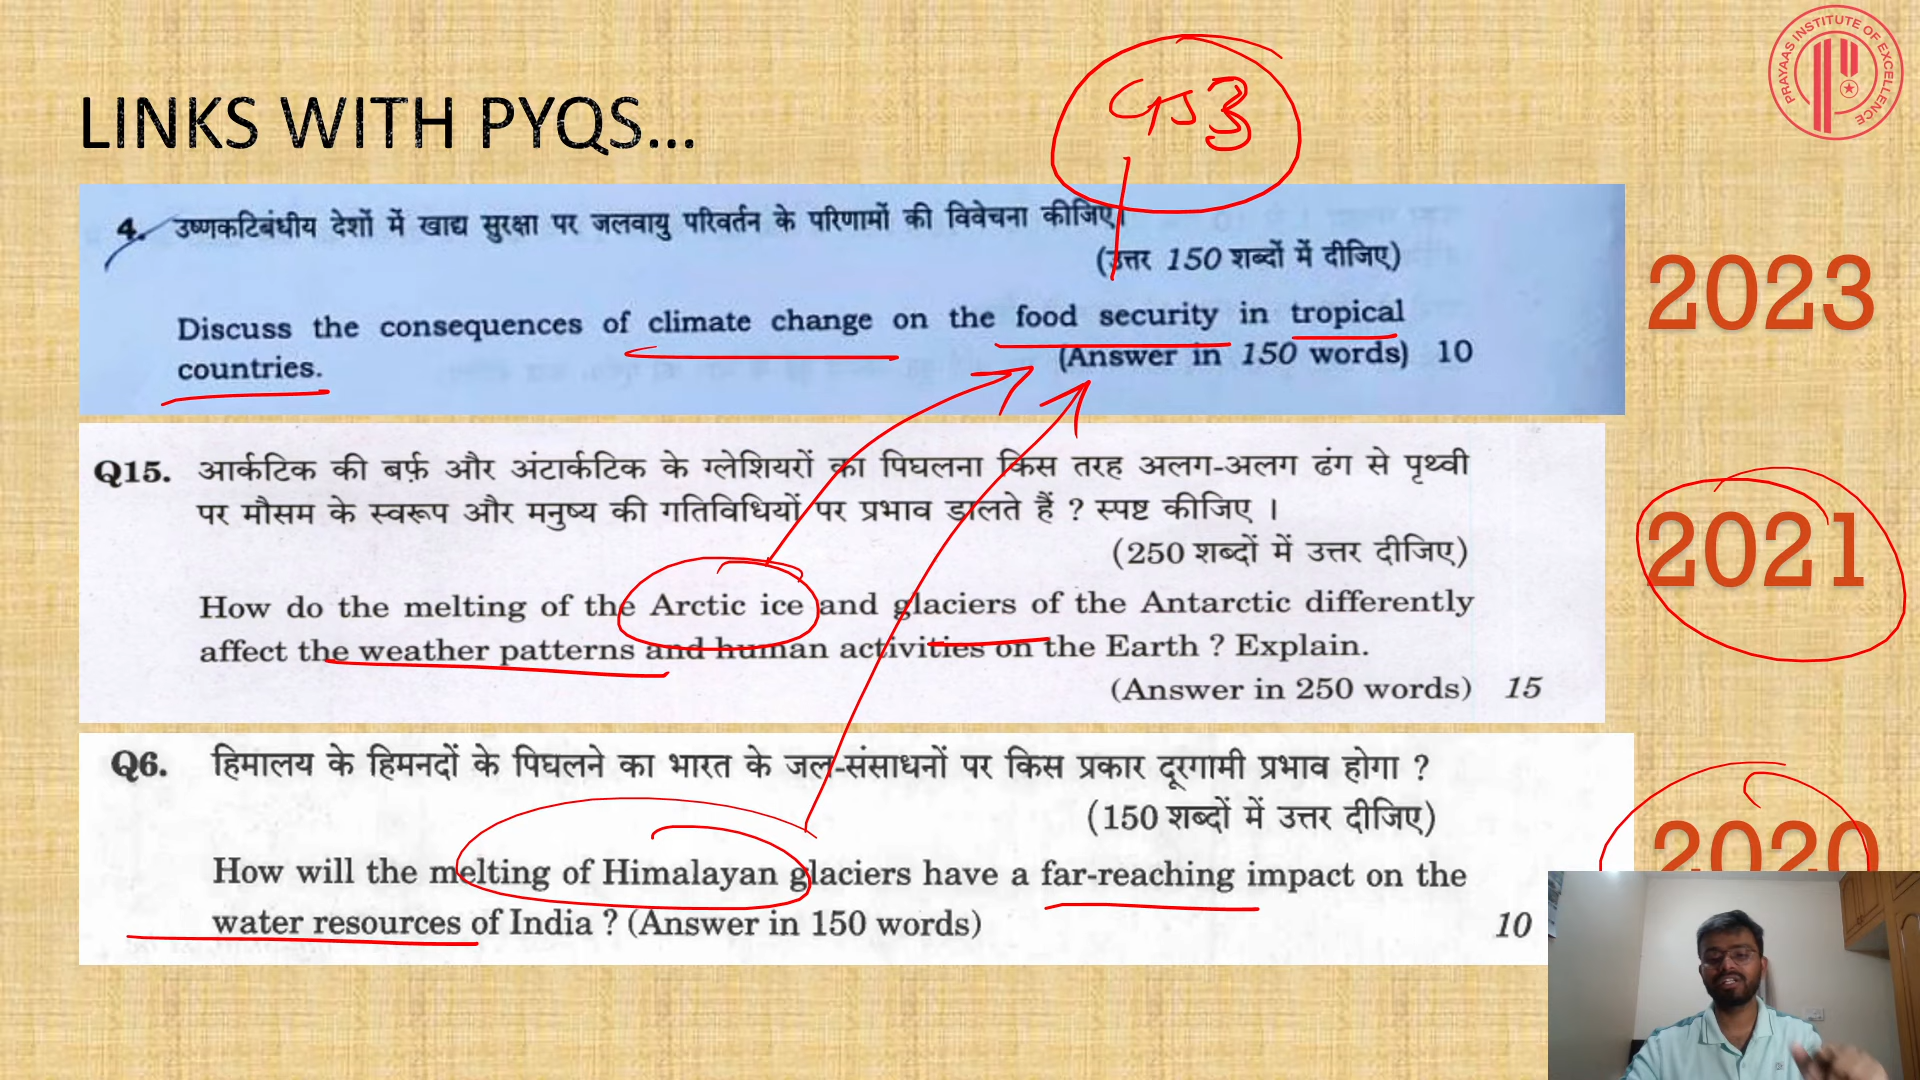 PRAYAAS INSTITUTE OF EXCELLENCE
GS3
LINKS WITH PYQS...
4. उष्णकटिबंधीय देशों में खाद्य सुरक्षा पर जलवायु परिवर्तन के परिणामों की विवेचना कीजिए।
(उत्तर 150 शब्दों में दीजिए)
Discuss the consequences of climate change on the food security in tropical
countries. (Answer in 150 words) 10
2023
Q15. आर्कटिक की बर्फ़ और अंटार्कटिक के ग्लेशियरों का पिघलना किस तरह अलग-अलग ढंग से पृथ्वी
पर मौसम के स्वरूप और मनुष्य की गतिविधियों पर प्रभाव डालते हैं ? स्पष्ट कीजिए ।
(250 शब्दों में उत्तर दीजिए)
How do the melting of the Arctic ice and glaciers of the Antarctic differently
affect the weather patterns and human activities on the Earth ? Explain.
(Answer in 250 words) 15
2021
Q6. हिमालय के हिमनदों के पिघलने का भारत के जल-संसाधनों पर किस प्रकार दूरगामी प्रभाव होगा ?
(150 शब्दों में उत्तर दीजिए)
How will the melting of Himalayan glaciers have a far-reaching impact on the
water resources of India ? (Answer in 150 words) 10
2020